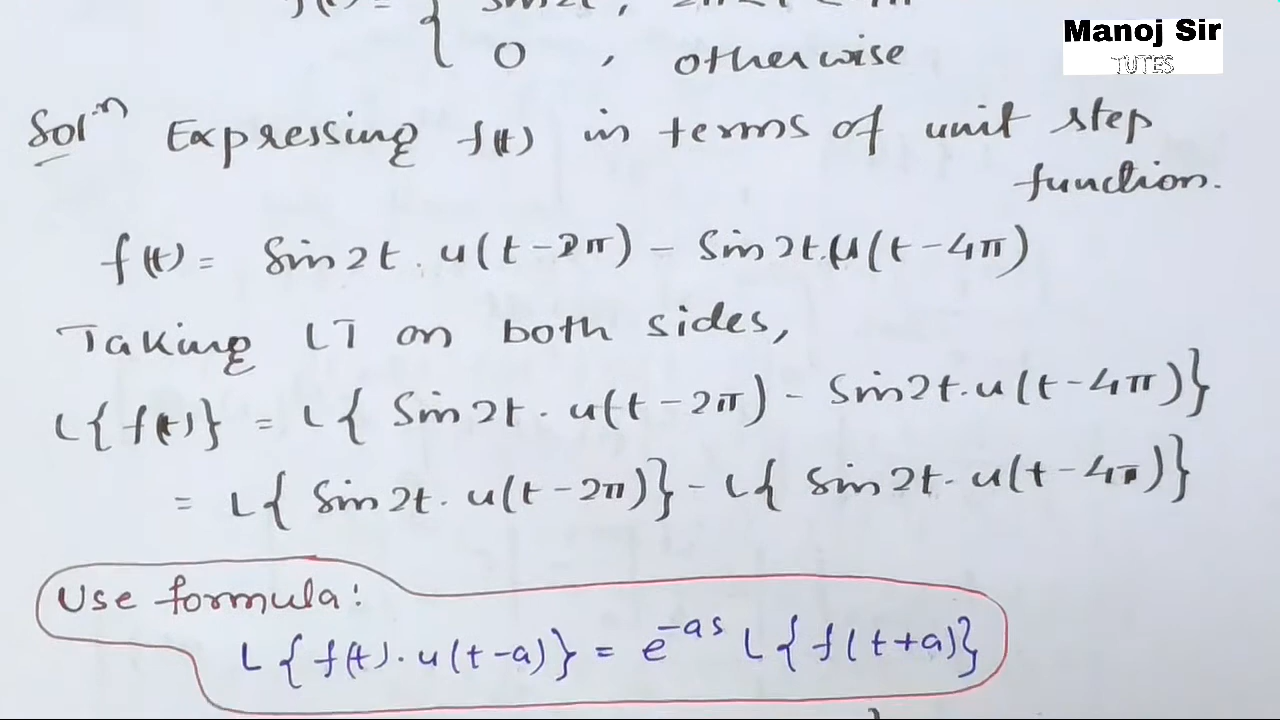 Manoj Sir
TUTES
0 , otherwise
Solⁿ Expressing f(t) in terms of unit step
function.
f(t) = Sin2t . u(t-2π) - Sin2t.u(t-4π)
Taking LT on both sides,
L{f(t)} = L{ Sin2t . u(t-2π) - Sin2t.u(t-4π)}
= L{ Sin2t . u(t-2π)} - L{ Sin2t . u(t-4π)}
Use formula:
L{f(t).u(t-a)} = e^{-as} L{f(t+a)}